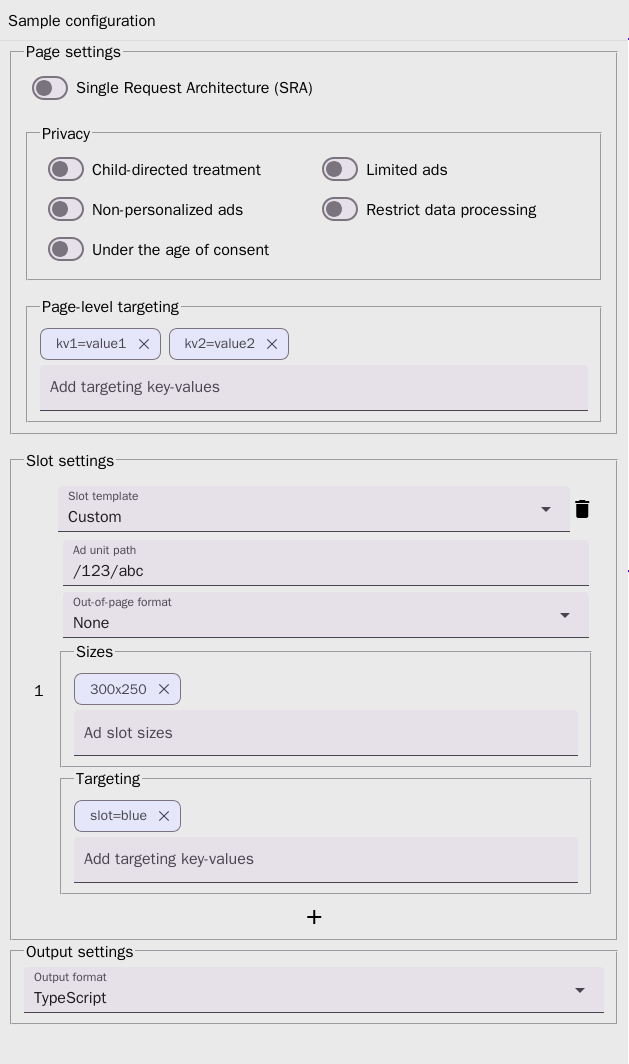 Sample configuration
Page settings
Single Request Architecture (SRA)
Privacy
Child-directed treatment
Limited ads
Non-personalized ads
Restrict data processing
Under the age of consent
Page-level targeting
kv1=value1
kv2=value2
Add targeting key-values
Slot settings
Slot template
Custom
Ad unit path
/123/abc
Out-of-page format
None
Sizes
1
300x250
Ad slot sizes
Targeting
slot=blue
Add targeting key-values
Output settings
Output format
TypeScript